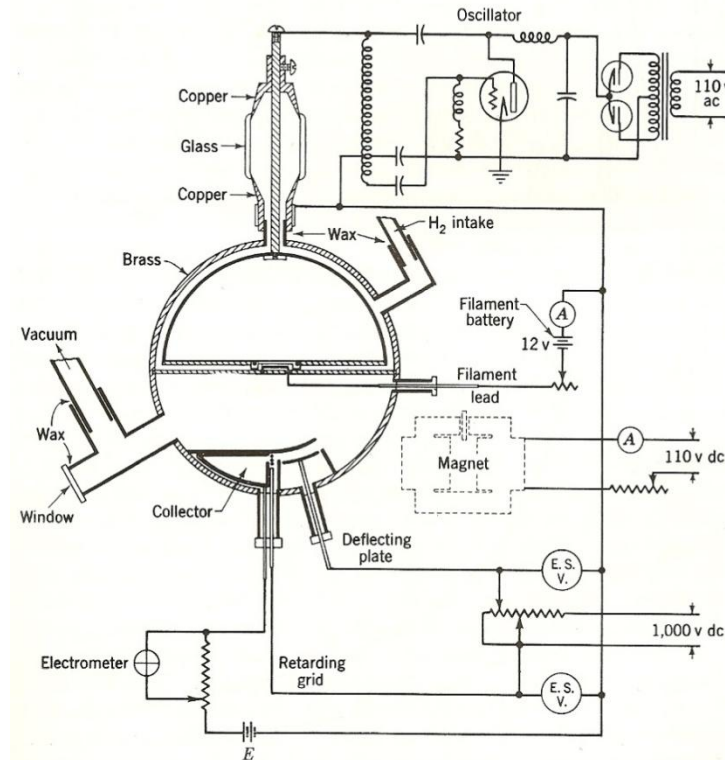 Oscillator
Copper
110 v
ac
Glass
Copper
Wax
H₂ intake
Brass
Filament
battery
A
12 v
Vacuum
Filament
lead
Wax
A
Magnet
110 v dc
Window
Collector
Deflecting
plate
E. S.
V.
1,000 v dc
Electrometer
Retarding
grid
E. S.
V.
E